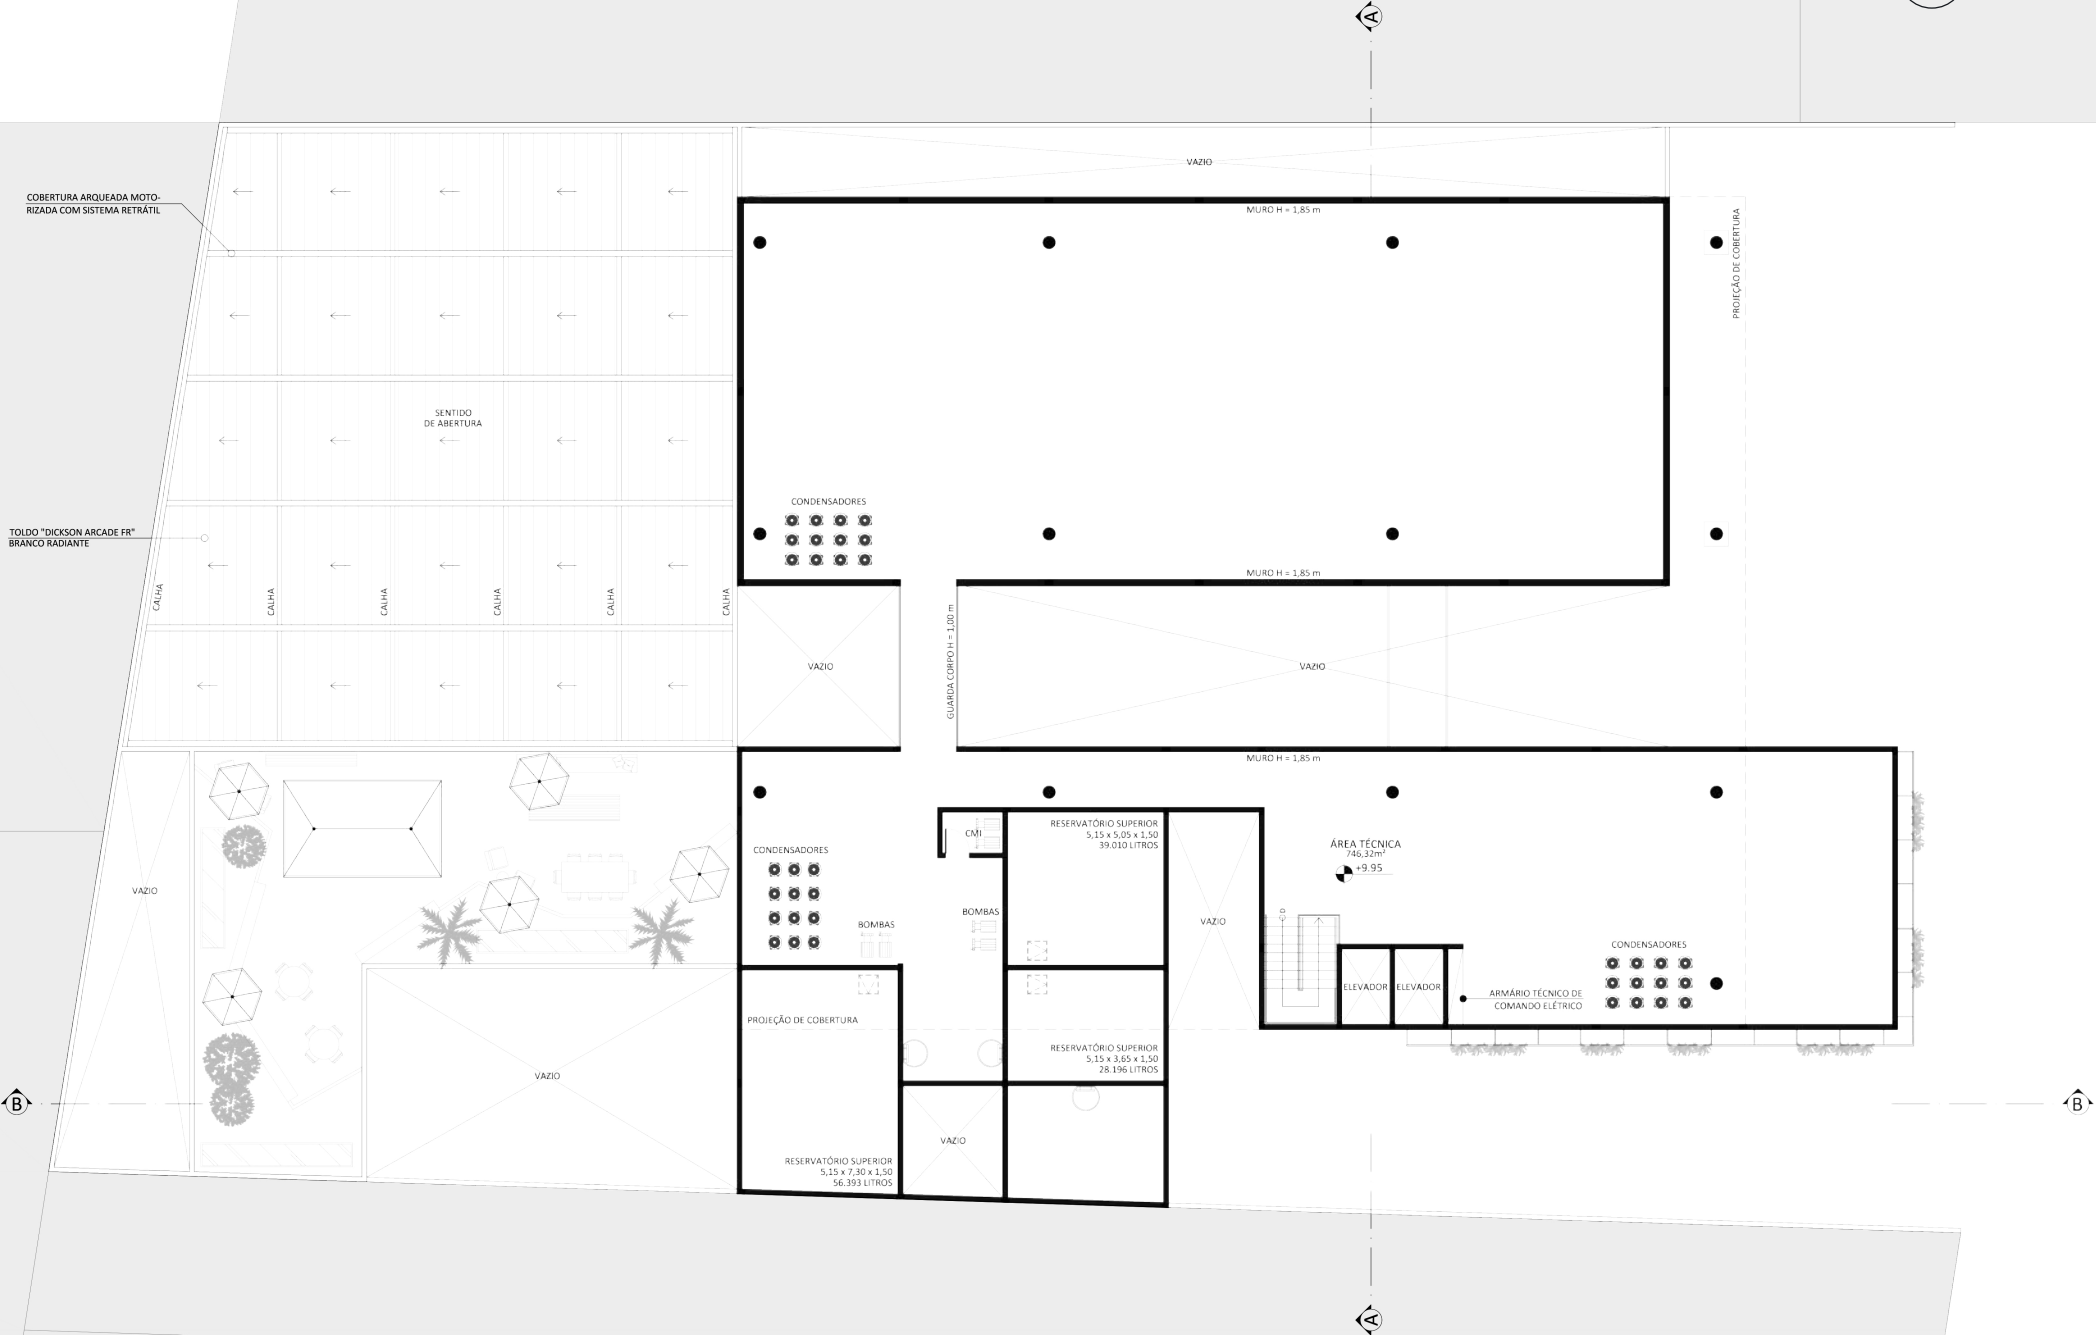 A
VAZIO
COBERTURA ARQUEADA MOTO-
RIZADA COM SISTEMA RETRÁTIL
MURO H = 1,85 m
PROJEÇÃO DE COBERTURA
SENTIDO
DE ABERTURA
CONDENSADORES
TOLDO "DICKSON ARCADE FR"
BRANCO RADIANTE
MURO H = 1,85 m
CALHA
CALHA
CALHA
CALHA
CALHA
CALHA
GUARDA CORPO H = 1,00 m
VAZIO
VAZIO
MURO H = 1,85 m
RESERVATÓRIO SUPERIOR
5,15 x 5,05 x 1,50
39.010 LITROS
CMI
ÁREA TÉCNICA
746,32m²
+9.95
CONDENSADORES
VAZIO
BOMBAS
BOMBAS
VAZIO
D
CONDENSADORES
ELEVADOR
ELEVADOR
ARMÁRIO TÉCNICO DE
COMANDO ELÉTRICO
PROJEÇÃO DE COBERTURA
RESERVATÓRIO SUPERIOR
5,15 x 3,65 x 1,50
28.196 LITROS
VAZIO
B
B
VAZIO
RESERVATÓRIO SUPERIOR
5,15 x 7,30 x 1,50
56.393 LITROS
A